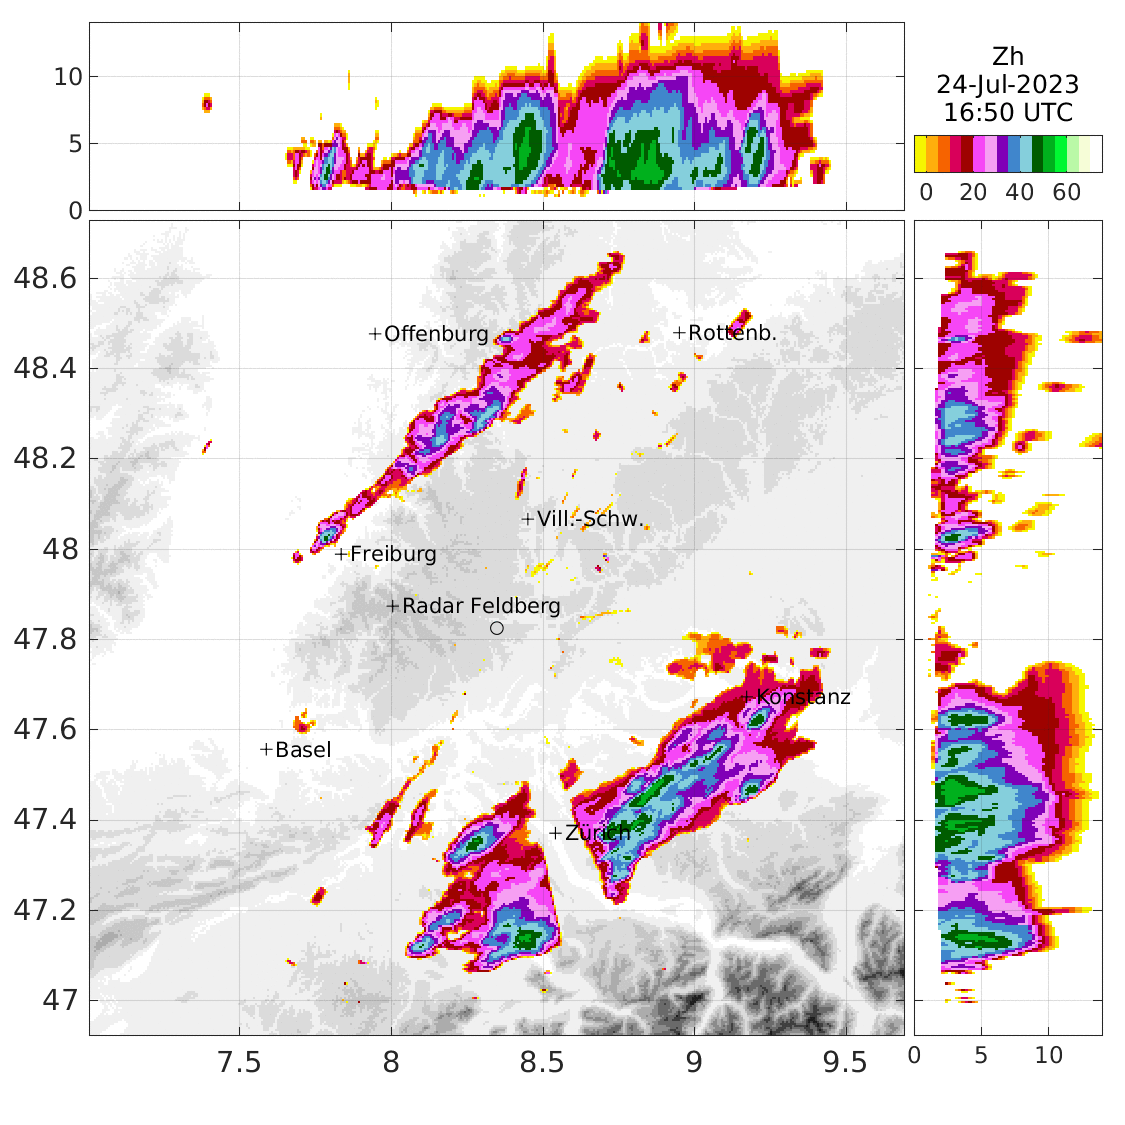 10
5
0
Zh
24-Jul-2023
16:50 UTC
0 20 40 60
48.6
48.4
48.2
48
47.8
47.6
47.4
47.2
47
+Offenburg
+Rottenb.
+Vill.-Schw.
+Freiburg
+Radar Feldberg
+Konstanz
+Basel
+Zürich
7.5 8 8.5 9 9.5
0 5 10